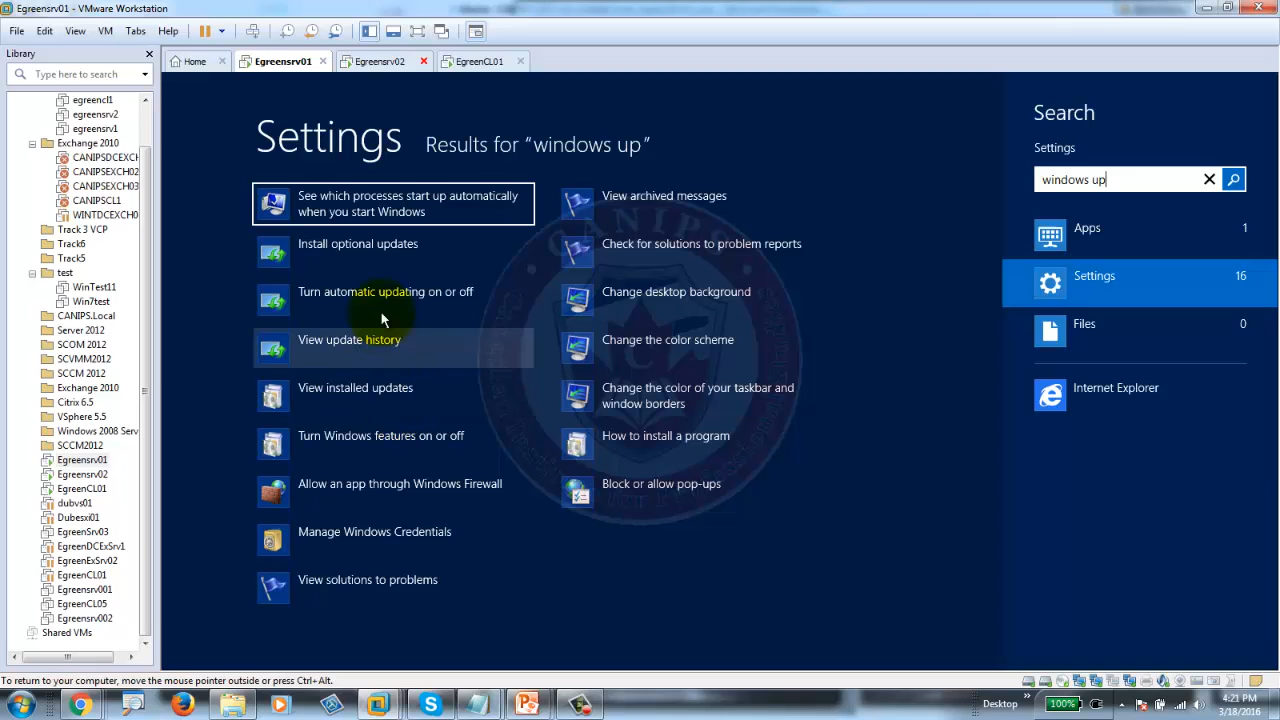 Egreensrv01 - VMware Workstation
File Edit View VM Tabs Help
Library
Type here to search
Home
Egreensrv01
Egreensrv02
EgreenCL01
egreencl1
egreensrv2
egreensrv1
Exchange 2010
CANIPSDCEXCH
CANIPSEXCH02
CANIPSEXCH03
CANIPSCL1
WINTDCEXCH0
Track 3 VCP
Track6
Track5
test
WinTest11
Win7test
CANIPS.Local
Server 2012
SCOM 2012
SCVMM2012
SCCM 2012
Exchange 2010
Citrix 6.5
VSphere 5.5
Windows 2008 Serv
SCCM2012
Egreensrv01
Egreensrv02
EgreenCL01
dubvs01
Dubesxi01
EgreenSrv03
EgreenDCExSrv1
EgreenExSrv02
EgreenCL01
Egreensrv001
EgreenCL05
Egreensrv002
Shared VMs
Settings Results for “windows up”
See which processes start up automatically
when you start Windows
Install optional updates
Turn automatic updating on or off
View update history
View installed updates
Turn Windows features on or off
Allow an app through Windows Firewall
Manage Windows Credentials
View solutions to problems
View archived messages
Check for solutions to problem reports
Change desktop background
Change the color scheme
Change the color of your taskbar and
window borders
How to install a program
Block or allow pop-ups
CANIPS
Search
Settings
windows up
Apps 1
Settings 16
Files 0
Internet Explorer
To return to your computer, move the mouse pointer outside or press Ctrl+Alt.
Desktop
100%
4:21 PM
3/18/2016